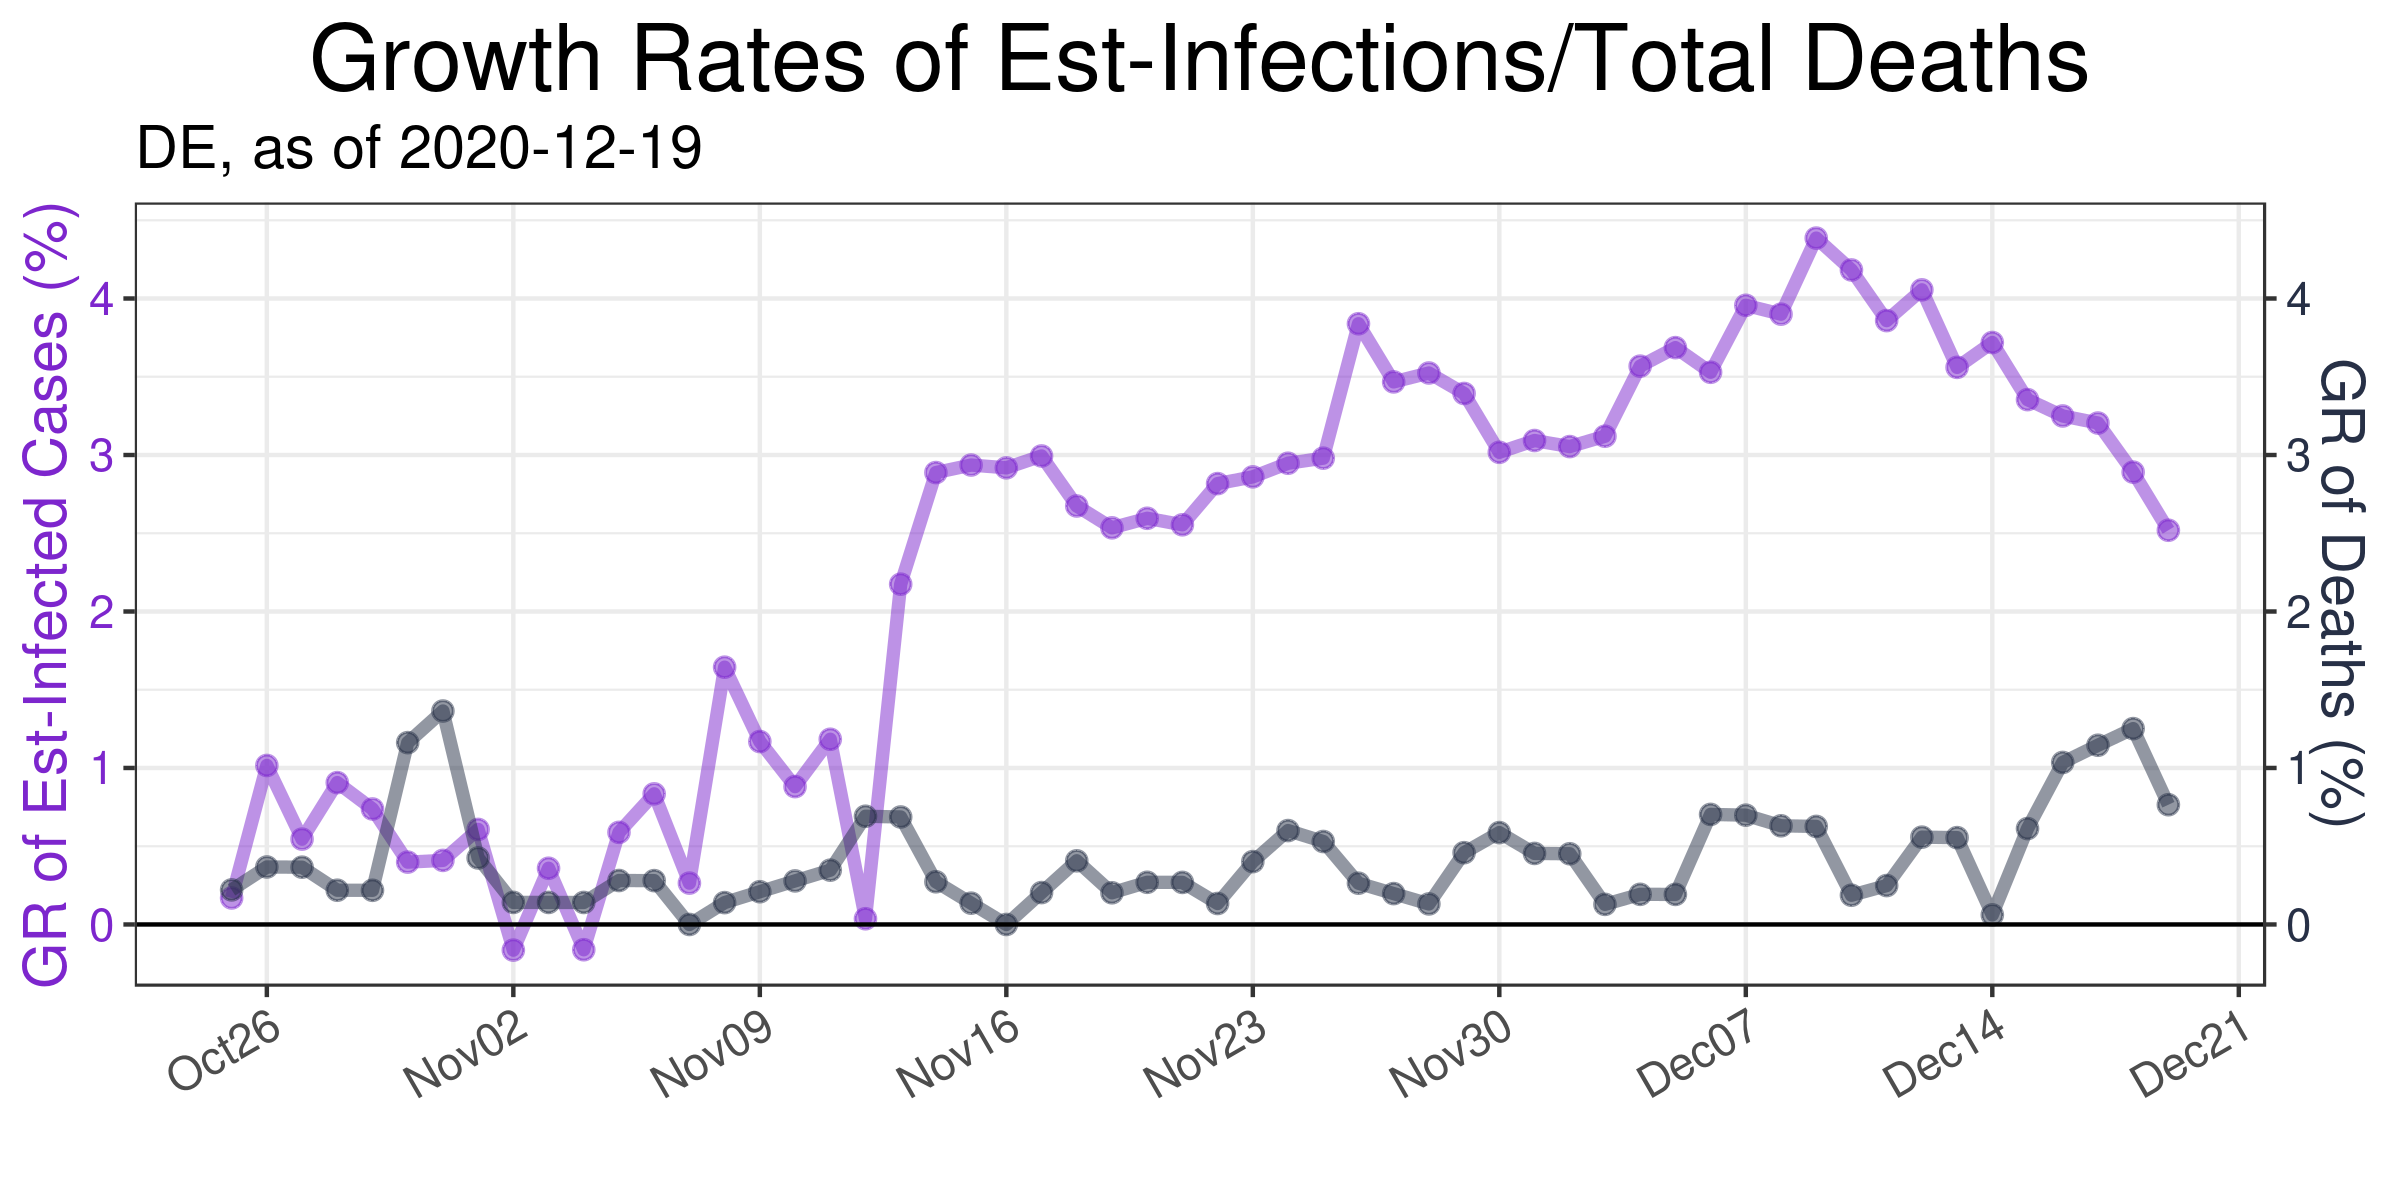 Growth Rates of Est-Infections/Total Deaths
DE, as of 2020-12-19
GR of Est-Infected Cases (%)
4
3
2
1
0
4
3
2
1
0
GR of Deaths (%)
Oct26
Nov02
Nov09
Nov16
Nov23
Nov30
Dec07
Dec14
Dec21